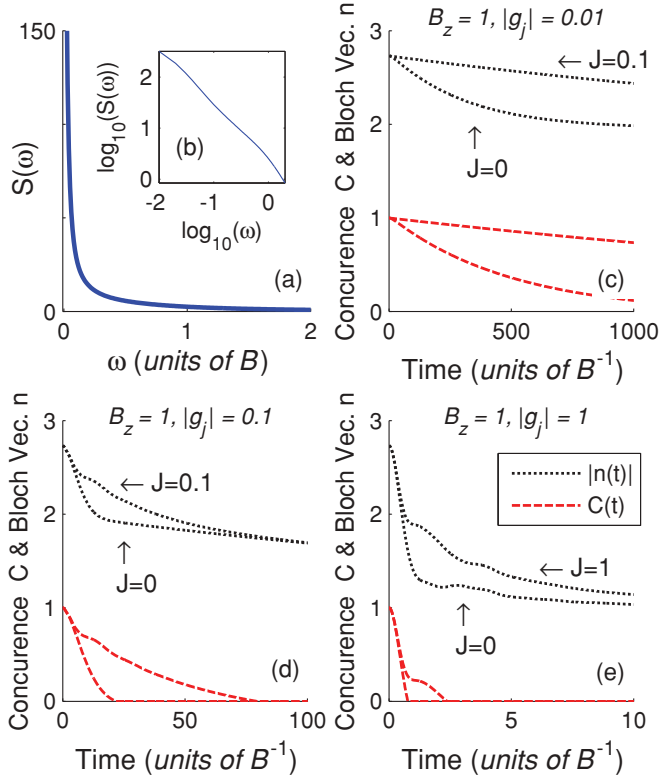 150
S(ω)
0
0
1
2
ω (units of B)
(a)
log10(S(ω))
2
1
0
-2
-1
0
log10(ω)
(b)
B_z = 1, |g_j| = 0.01
Concurence C & Bloch Vec. n
3
2
1
0
← J=0.1
↑
J=0
(c)
0
500
1000
Time (units of B⁻¹)
B_z = 1, |g_j| = 0.1
Concurence C & Bloch Vec. n
3
2
1
0
← J=0.1
↑
J=0
(d)
0
50
100
Time (units of B⁻¹)
B_z = 1, |g_j| = 1
Concurence C & Bloch Vec. n
3
2
1
0
|n(t)|
C(t)
← J=1
↑
J=0
(e)
0
5
10
Time (units of B⁻¹)